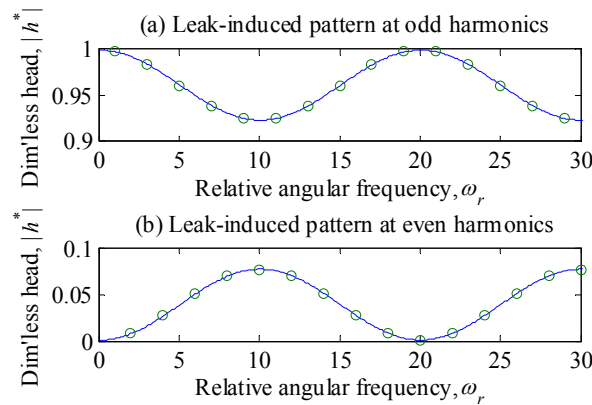 (a) Leak-induced pattern at odd harmonics
Dim'less head, |h*|
1
0.95
0.9
0 5 10 15 20 25 30
Relative angular frequency, ωr
(b) Leak-induced pattern at even harmonics
Dim'less head, |h*|
0.1
0.05
0
0 5 10 15 20 25 30
Relative angular frequency, ωr